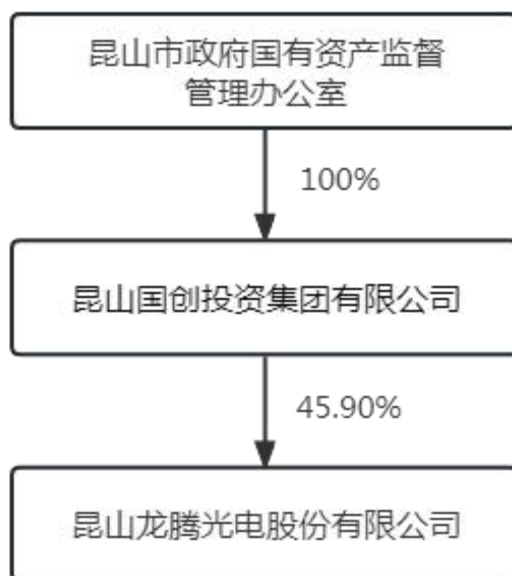 昆山市政府国有资产监督
管理办公室
100%
昆山国创投资集团有限公司
45.90%
昆山龙腾光电股份有限公司